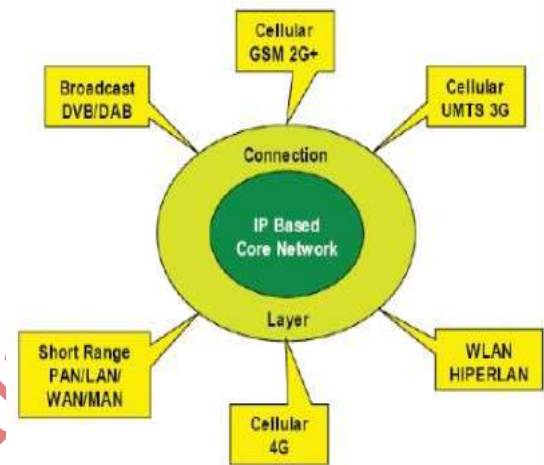 Cellular
GSM 2G+
Broadcast
DVB/DAB
Cellular
UMTS 3G
Connection
IP Based
Core Network
Layer
Short Range
PAN/LAN/
WAN/MAN
WLAN
HIPERLAN
Cellular
4G